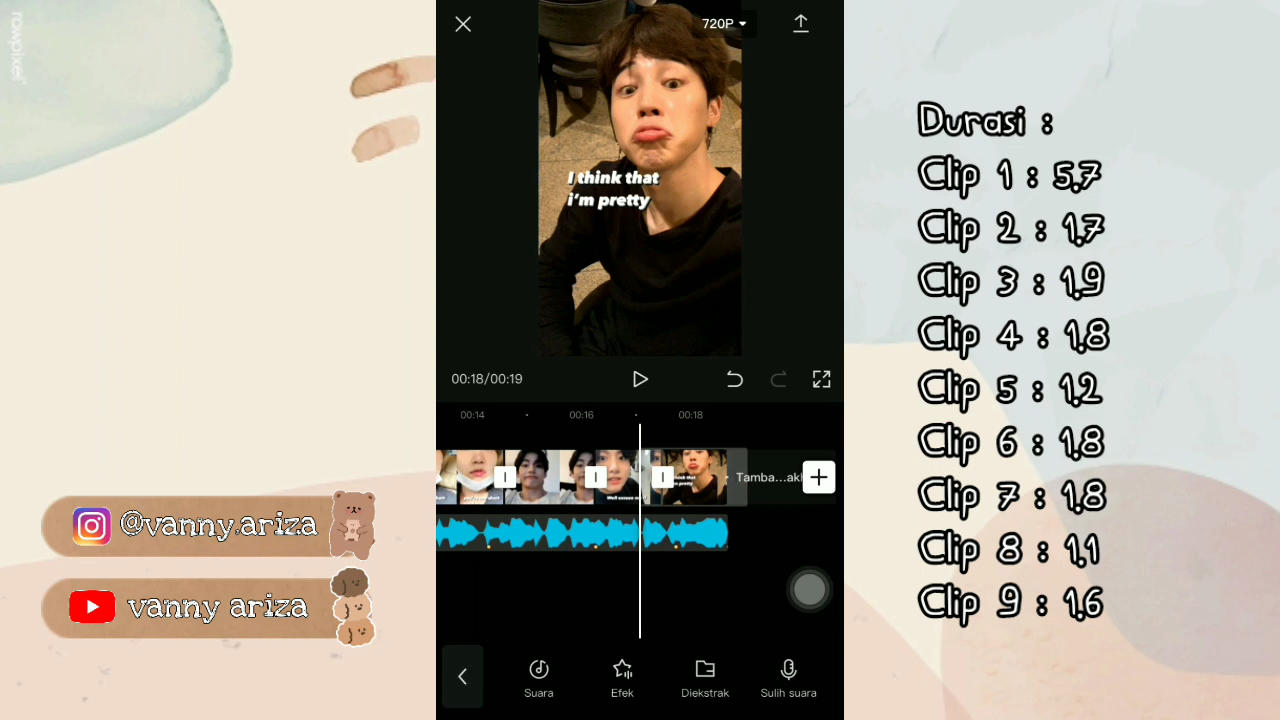 rawpixel
720P
I think that
i'm pretty
00:18/00:19
00:14
00:16
00:18
Tamba...akl
Suara
Efek
Diekstrak
Sulih suara
@vanny.ariza
vanny ariza
Durasi :
Clip 1 : 5,7
Clip 2 : 1,7
Clip 3 : 1,9
Clip 4 : 1,8
Clip 5 : 1,2
Clip 6 : 1,8
Clip 7 : 1,8
Clip 8 : 1,1
Clip 9 : 1,6